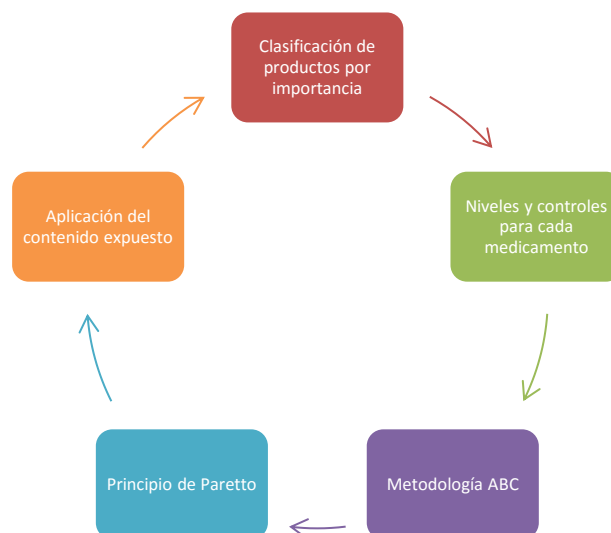 Clasificación de
productos por
importancia
Niveles y controles
para cada
medicamento
Metodología ABC
Principio de Paretto
Aplicación del
contenido expuesto